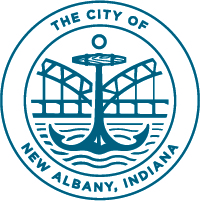 THE CITY OF
NEW ALBANY, INDIANA